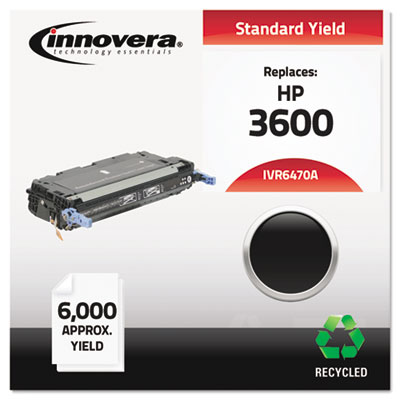 innovera®
technology essentials
Standard Yield
Replaces:
HP
3600
IVR6470A
6,000
APPROX.
YIELD
RECYCLED